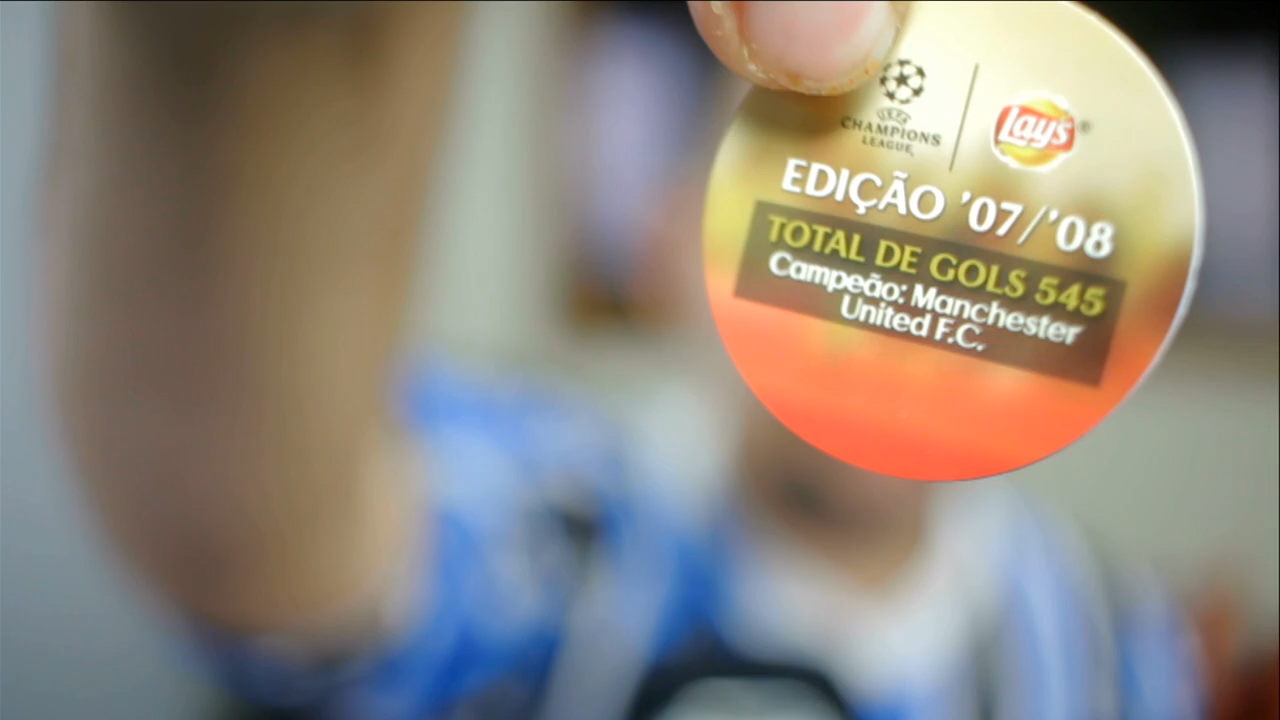 UEFA
CHAMPIONS
LEAGUE
Lay's®
EDIÇÃO '07/'08
TOTAL DE GOLS 545
Campeão: Manchester
United F.C.